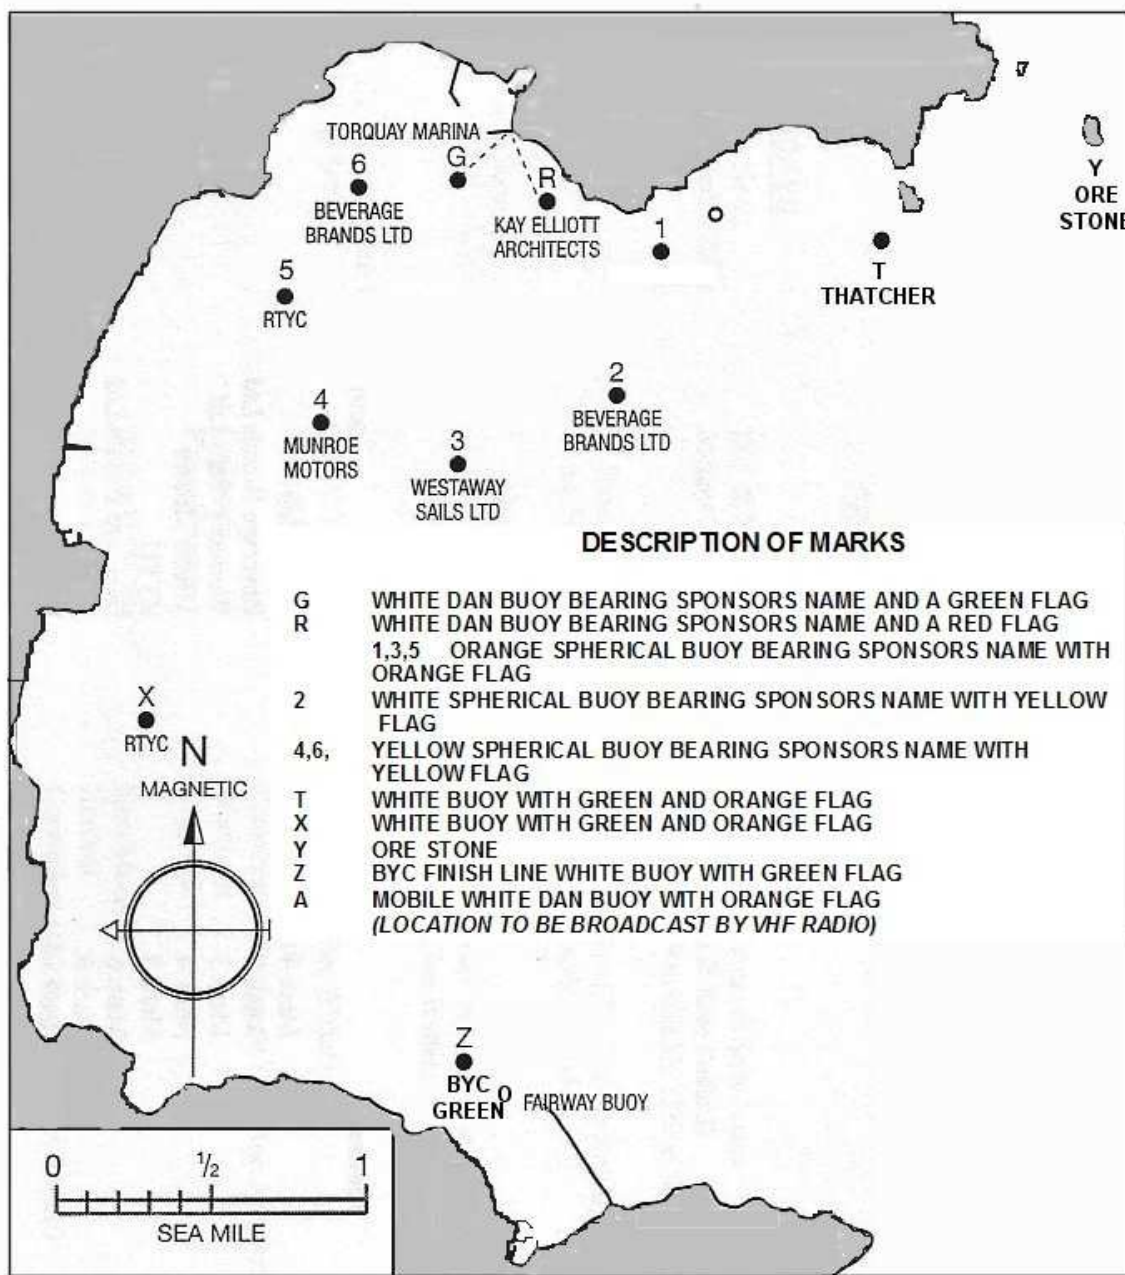 TORQUAY MARINA
6
BEVERAGE
BRANDS LTD
G
R
KAY ELLIOTT
ARCHITECTS
1
Y
ORE
STONE
T
THATCHER
5
RTYC
4
MUNROE
MOTORS
3
WESTAWAY
SAILS LTD
2
BEVERAGE
BRANDS LTD
DESCRIPTION OF MARKS
G WHITE DAN BUOY BEARING SPONSORS NAME AND A GREEN FLAG
R WHITE DAN BUOY BEARING SPONSORS NAME AND A RED FLAG
1,3,5 ORANGE SPHERICAL BUOY BEARING SPONSORS NAME WITH
ORANGE FLAG
2 WHITE SPHERICAL BUOY BEARING SPONSORS NAME WITH YELLOW
FLAG
4,6, YELLOW SPHERICAL BUOY BEARING SPONSORS NAME WITH
YELLOW FLAG
T WHITE BUOY WITH GREEN AND ORANGE FLAG
X WHITE BUOY WITH GREEN AND ORANGE FLAG
Y ORE STONE
Z BYC FINISH LINE WHITE BUOY WITH GREEN FLAG
A MOBILE WHITE DAN BUOY WITH ORANGE FLAG
(LOCATION TO BE BROADCAST BY VHF RADIO)
X
RTYC
N
MAGNETIC
Z
BYC
GREEN
FAIRWAY BUOY
0 1/2 1
SEA MILE